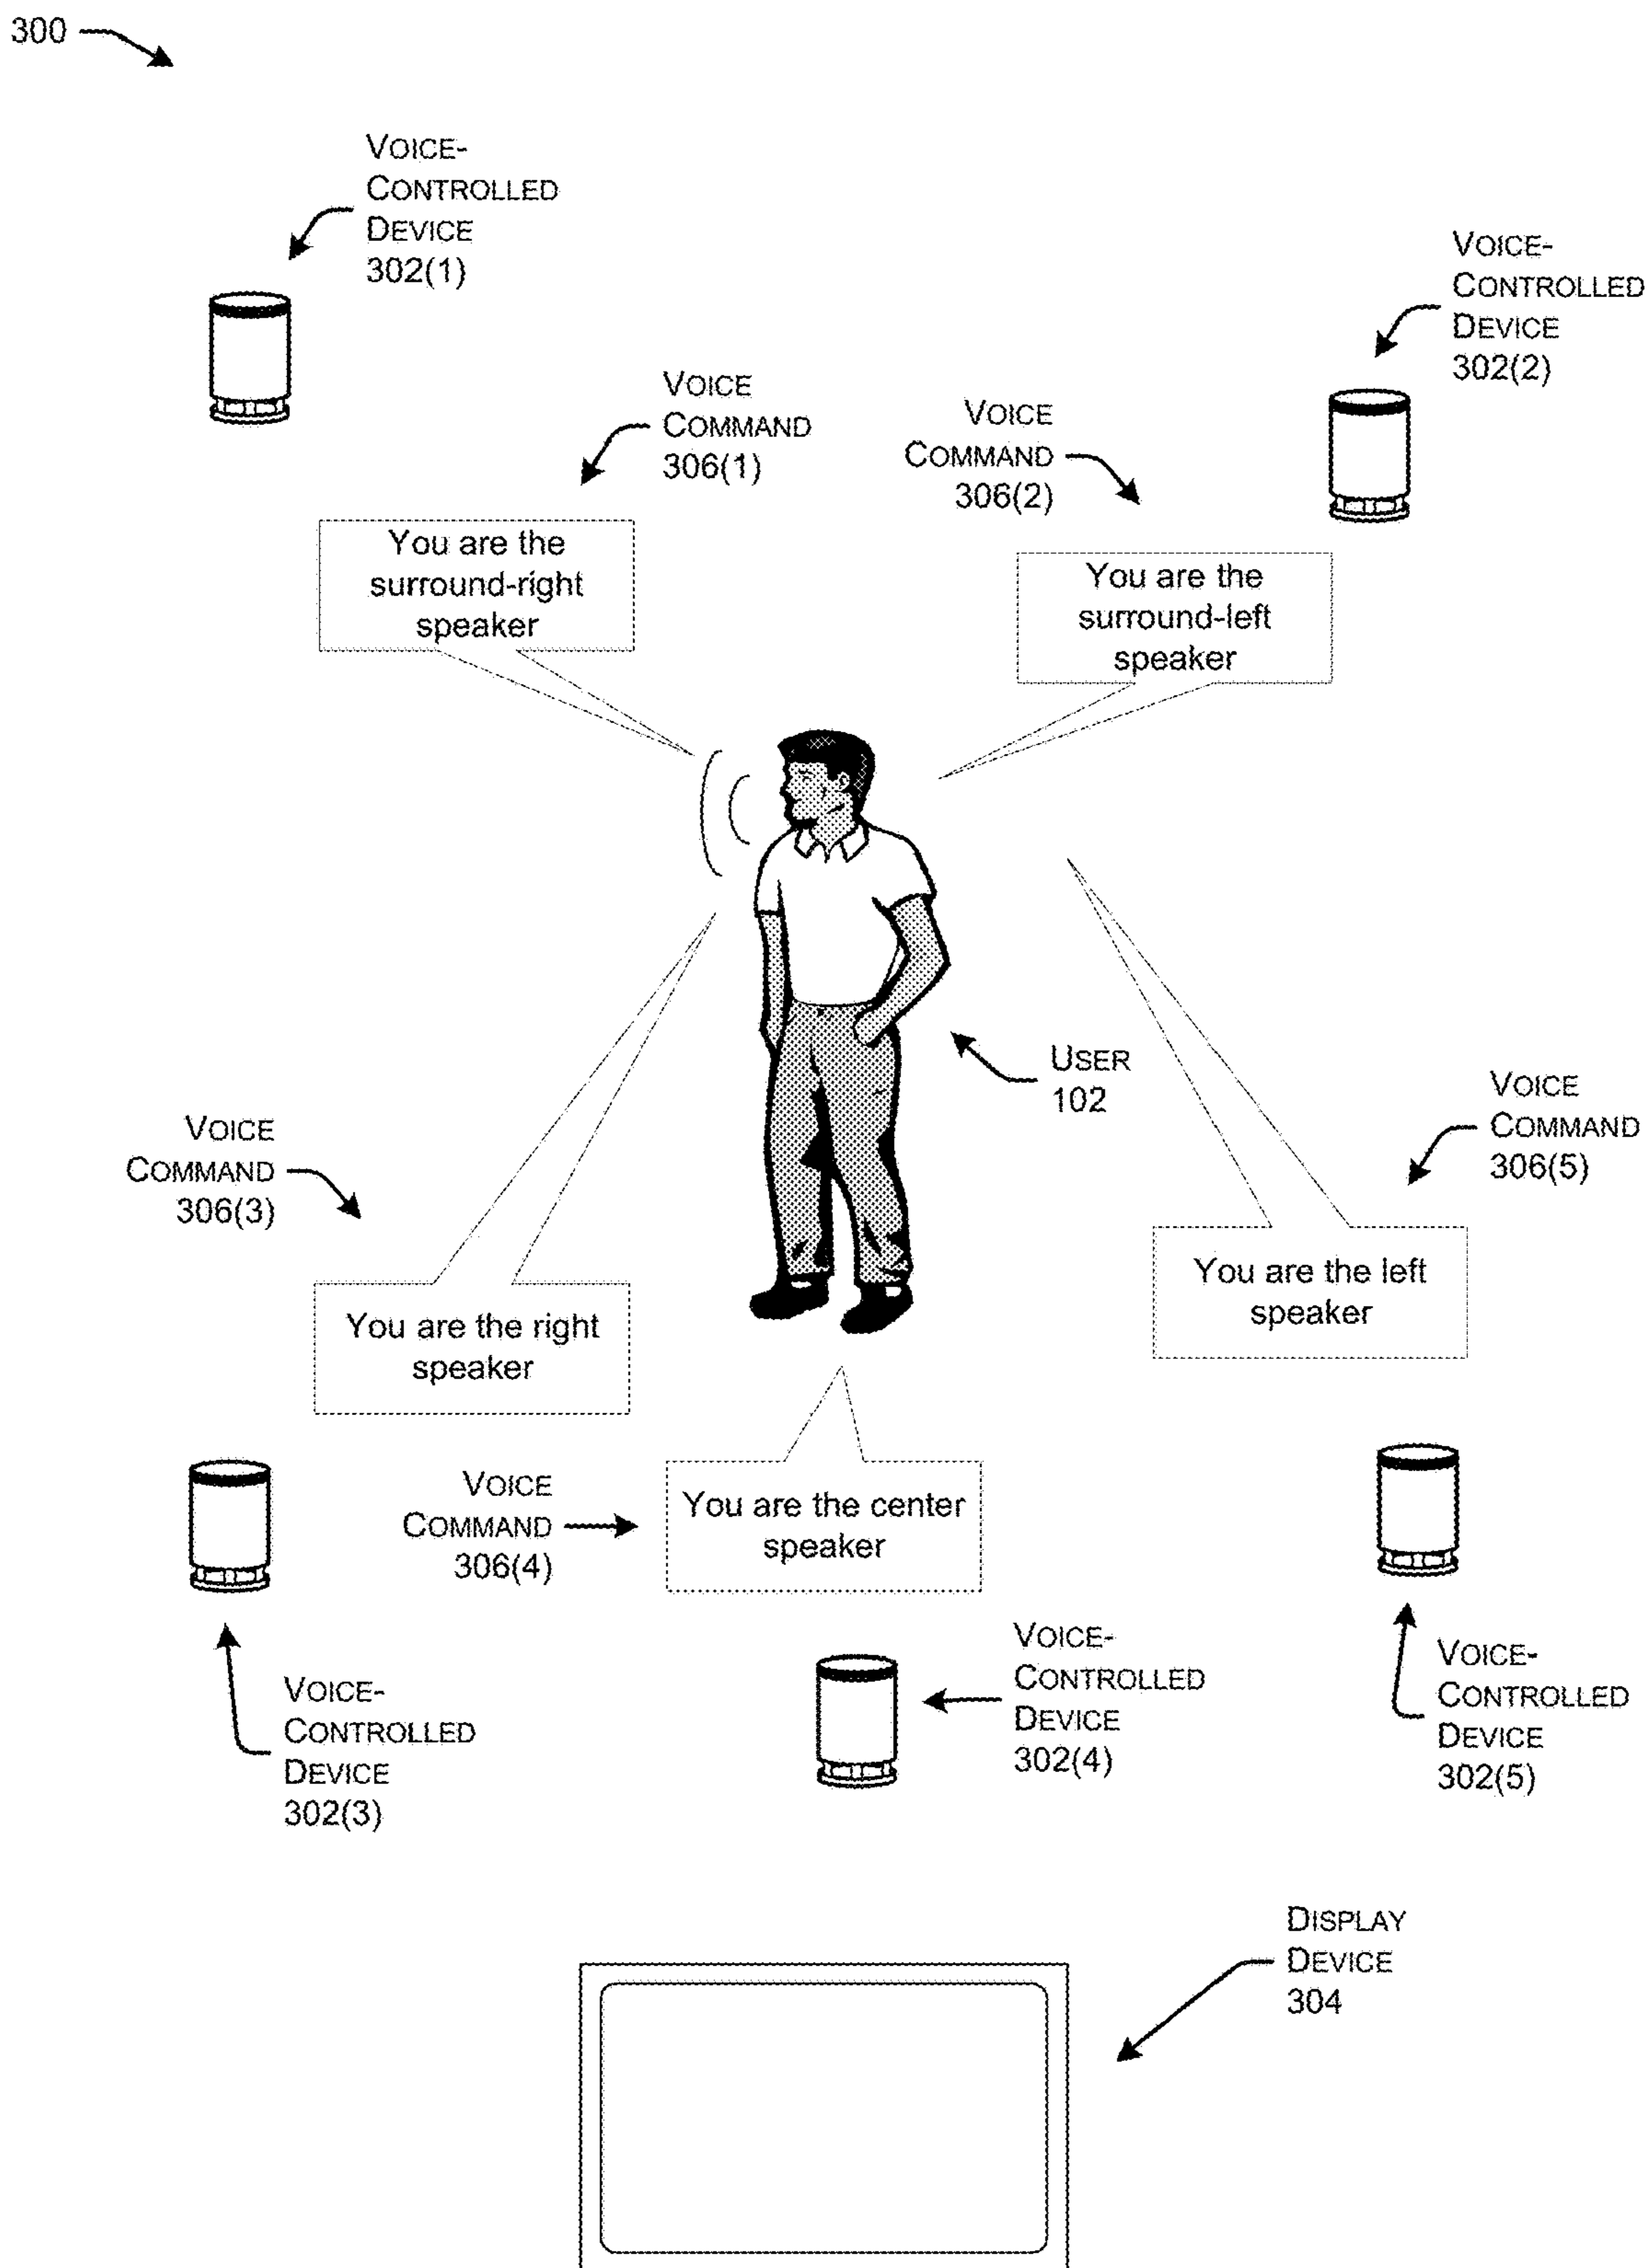 300
VOICE-
CONTROLLED
DEVICE
302(1)
VOICE-
CONTROLLED
DEVICE
302(2)
VOICE
COMMAND
306(1)
VOICE
COMMAND
306(2)
You are the
surround-right
speaker
You are the
surround-left
speaker
USER
102
VOICE
COMMAND
306(3)
VOICE
COMMAND
306(5)
You are the right
speaker
You are the left
speaker
VOICE
COMMAND
306(4)
You are the center
speaker
VOICE-
CONTROLLED
DEVICE
302(3)
VOICE-
CONTROLLED
DEVICE
302(4)
VOICE-
CONTROLLED
DEVICE
302(5)
DISPLAY
DEVICE
304